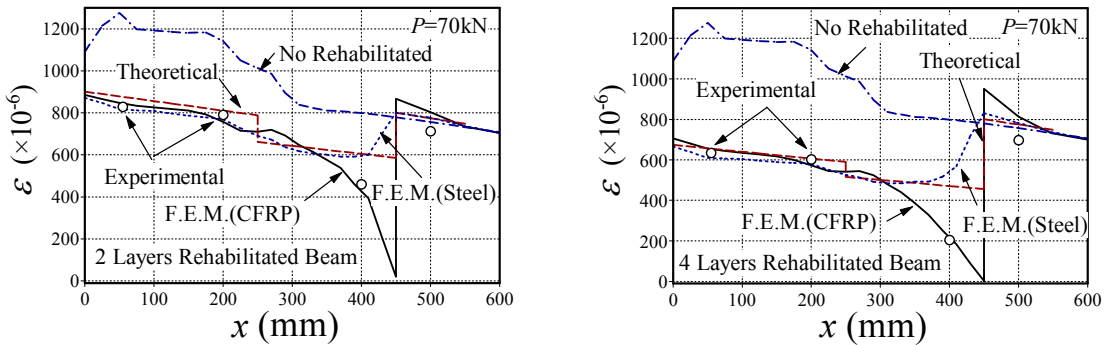 P=70kN
No Rehabilitated
Theoretical
Experimental
F.E.M.(Steel)
F.E.M.(CFRP)
2 Layers Rehabilitated Beam
1200
1000
800
600
400
200
0
0 100 200 300 400 500 600
ε (×10⁻⁶)
x (mm)
P=70kN
No Rehabilitated
Theoretical
Experimental
F.E.M.(CFRP)
F.E.M.(Steel)
4 Layers Rehabilitated Beam
1200
1000
800
600
400
200
0
0 100 200 300 400 500 600
ε (×10⁻⁶)
x (mm)